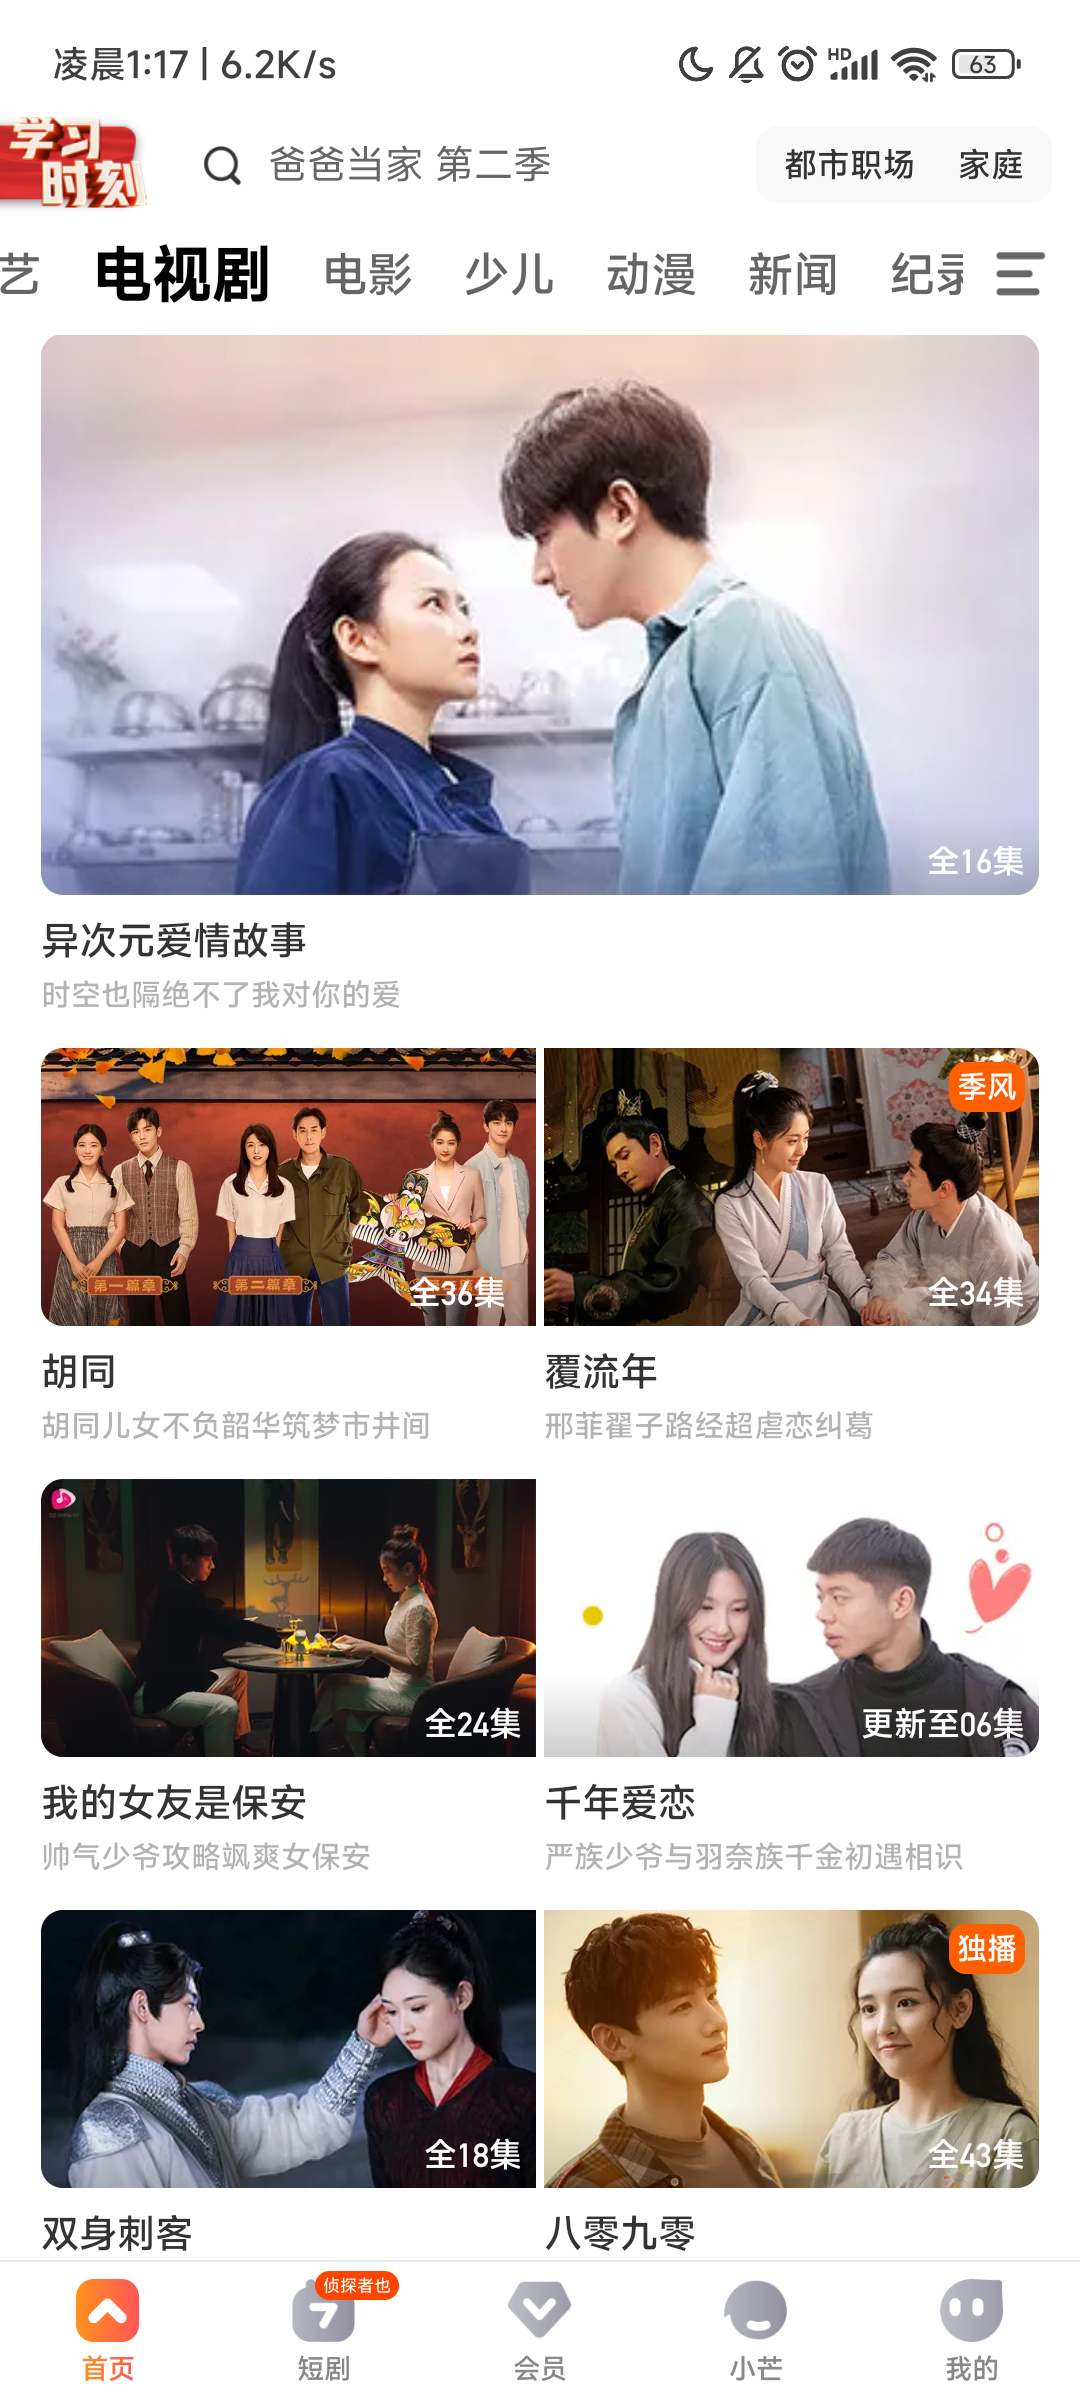 凌晨1:17 | 6.2K/s
HD
63
学习
时刻
爸爸当家 第二季
都市职场
家庭
艺
电视剧
电影
少儿
动漫
新闻
纪录
全16集
异次元爱情故事
时空也隔绝不了我对你的爱
第一篇章
第二篇章
全36集
季风
全34集
胡同
覆流年
胡同儿女不负韶华筑梦市井间
邢菲翟子路经超虐恋纠葛
全24集
更新至06集
我的女友是保安
千年爱恋
帅气少爷攻略飒爽女保安
严族少爷与羽奈族千金初遇相识
全18集
独播
全43集
双身刺客
八零九零
侦探者也
首页
短剧
会员
小芒
我的